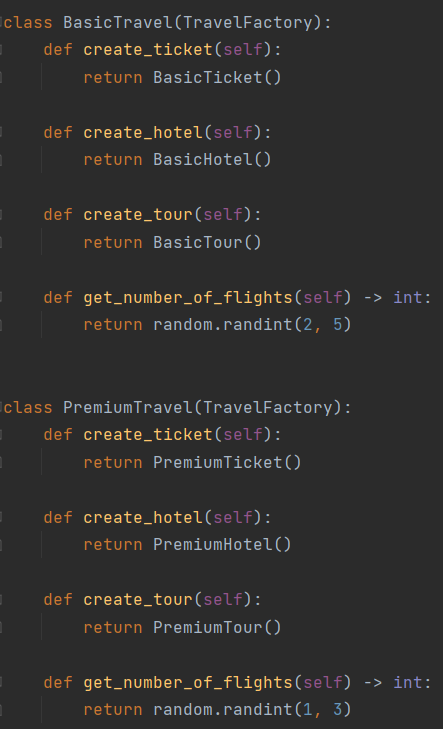 class BasicTravel(TravelFactory):
    def create_ticket(self):
        return BasicTicket()
    def create_hotel(self):
        return BasicHotel()
    def create_tour(self):
        return BasicTour()
    def get_number_of_flights(self) -> int:
        return random.randint(2, 5)
class PremiumTravel(TravelFactory):
    def create_ticket(self):
        return PremiumTicket()
    def create_hotel(self):
        return PremiumHotel()
    def create_tour(self):
        return PremiumTour()
    def get_number_of_flights(self) -> int:
        return random.randint(1, 3)